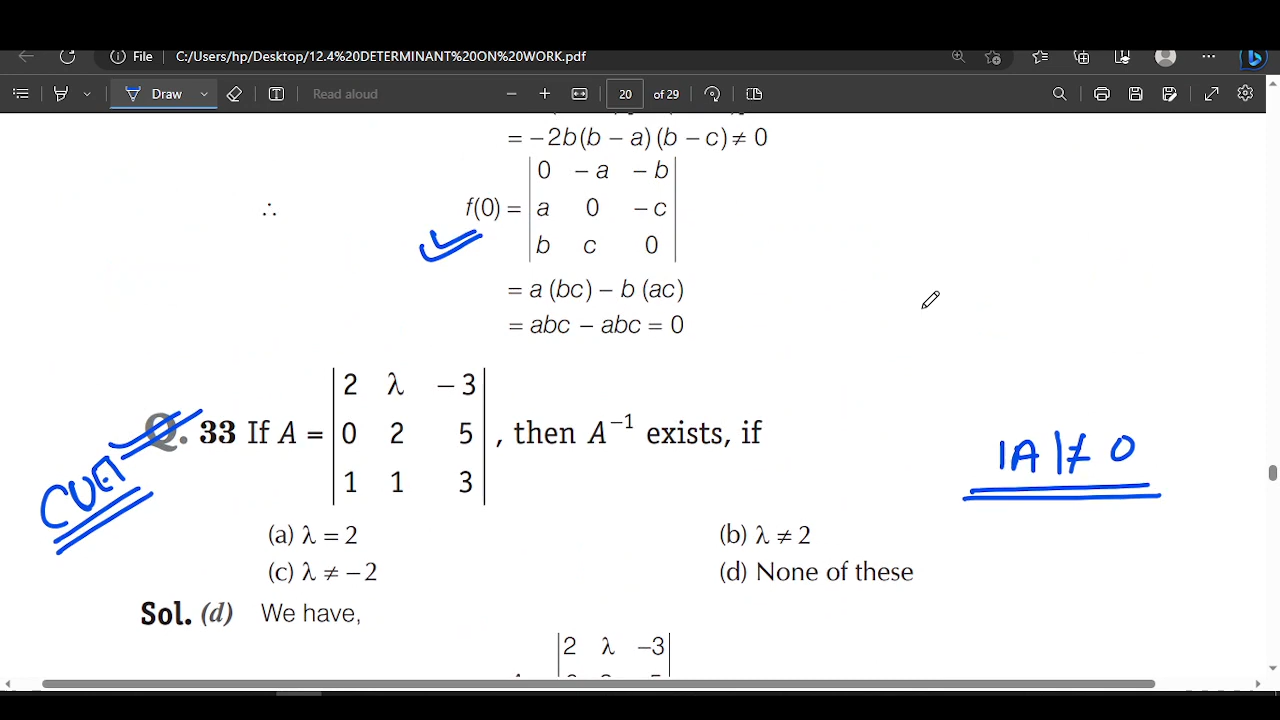 File C:/Users/hp/Desktop/12.4%20DETERMINANT%20ON%20WORK.pdf
Draw Read aloud 20 of 29
= −2b(b − a)(b − c) ≠ 0
0 − a − b
∴ f(0) = a 0 − c
b c 0
= a (bc) − b (ac)
= abc − abc = 0
2 λ − 3
Q. 33 If A = 0 2 5 , then A⁻¹ exists, if
1 1 3
|A| ≠ 0
CUET
(a) λ = 2 (b) λ ≠ 2
(c) λ ≠ − 2 (d) None of these
Sol. (d) We have,
2 λ −3